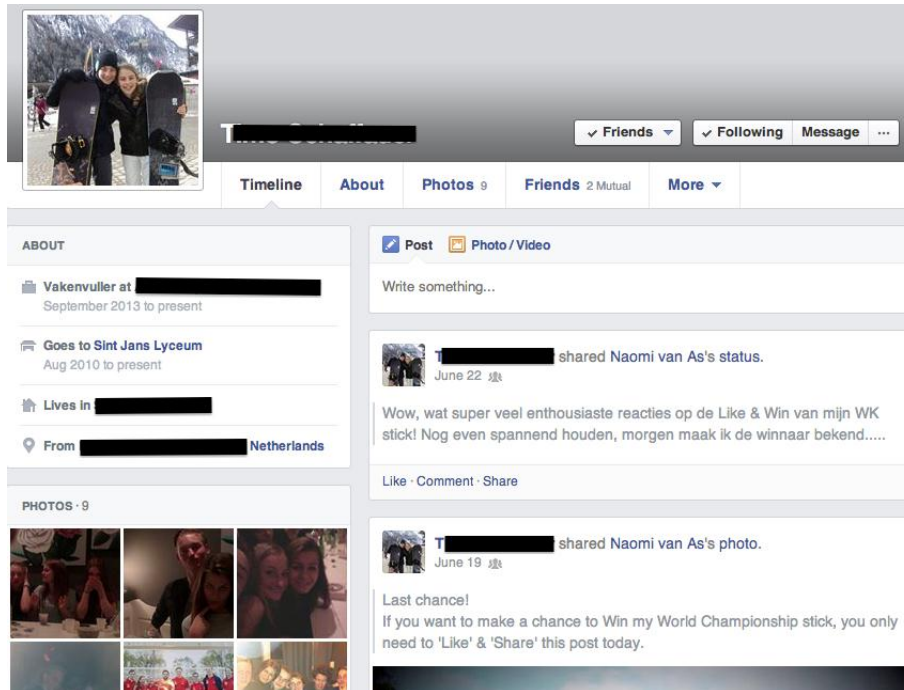 Friends
Following
Message
...
Timeline
About
Photos 9
Friends 2 Mutual
More
ABOUT
Vakenvuller at
September 2013 to present
Goes to Sint Jans Lyceum
Aug 2010 to present
Lives in
From Netherlands
PHOTOS · 9
Post
Photo / Video
Write something...
shared Naomi van As's status.
June 22
Wow, wat super veel enthousiaste reacties op de Like & Win van mijn WK
stick! Nog even spannend houden, morgen maak ik de winnaar bekend.....
Like · Comment · Share
shared Naomi van As's photo.
June 19
Last chance!
If you want to make a chance to Win my World Championship stick, you only
need to 'Like' & 'Share' this post today.